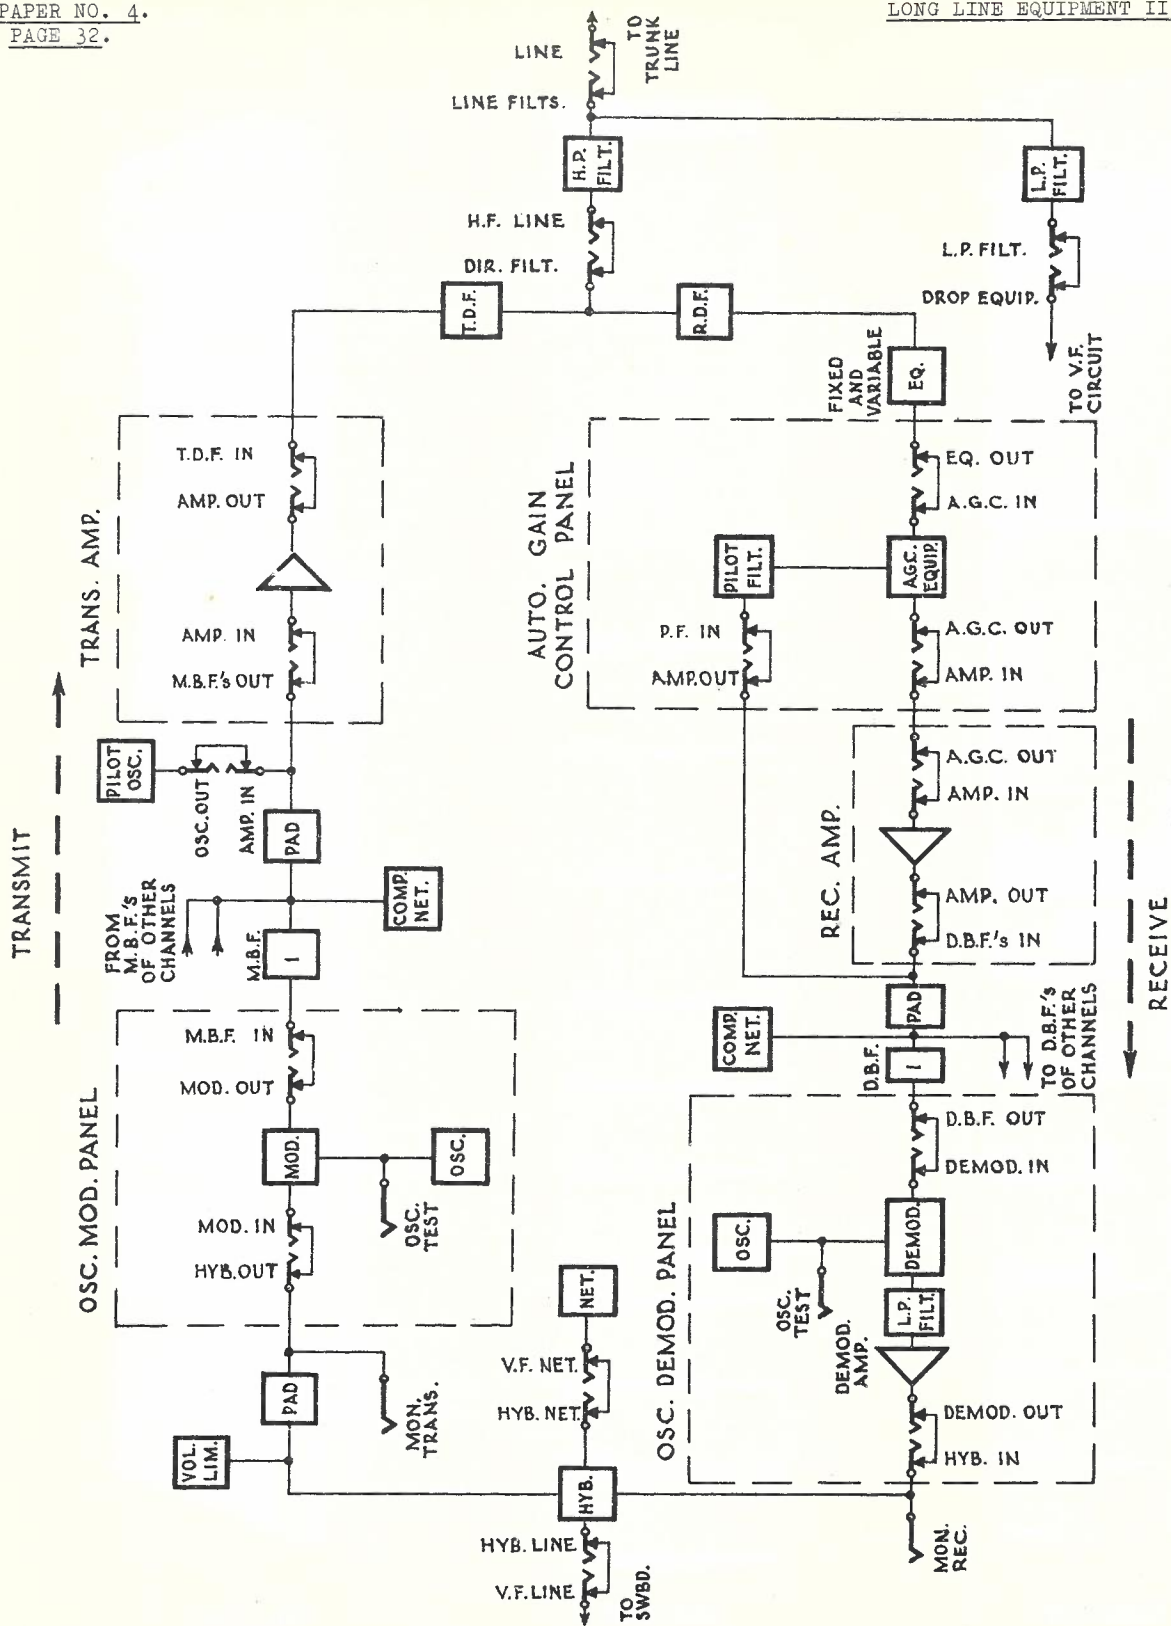 PAPER NO. 4.
PAGE 32.
LONG LINE EQUIPMENT II
LINE
TO
TRUNK
LINE
LINE FILTS.
H.P.
FILT.
L.P.
FILT.
H.F. LINE
DIR. FILT.
L.P. FILT.
DROP EQUIP.
TO V.F.
CIRCUIT
T.D.F.
R.D.F.
FIXED
AND
VARIABLE
EQ.
TRANSMIT
TRANS. AMP.
T.D.F. IN
AMP. OUT
AMP. IN
M.B.F.'s OUT
PILOT
OSC.
OSC. OUT
AMP. IN
PAD
FROM
M.B.F.'s
OF OTHER
CHANNELS
COMP.
NET.
M.B.F.
1
OSC. MOD. PANEL
M.B.F. IN
MOD. OUT
MOD.
OSC.
OSC.
TEST
MOD. IN
HYB. OUT
PAD
MON.
TRANS.
VOL.
LIM.
NET.
V.F. NET.
HYB. NET.
HYB.
HYB. LINE
V.F. LINE
TO
SWBD.
AUTO. GAIN
CONTROL PANEL
EQ. OUT
A.G.C. IN
PILOT
FILT.
A.G.C.
EQUIP.
P.F. IN
AMP. OUT
A.G.C. OUT
AMP. IN
RECEIVE
REC. AMP.
A.G.C. OUT
AMP. IN
AMP. OUT
D.B.F.'s IN
PAD
COMP.
NET.
D.B.F.
1
TO D.B.F.'s
OF OTHER
CHANNELS
OSC. DEMOD. PANEL
D.B.F. OUT
DEMOD. IN
OSC.
DEMOD.
OSC.
TEST
L.P.
FILT.
DEMOD.
AMP.
DEMOD. OUT
HYB. IN
MON.
REC.